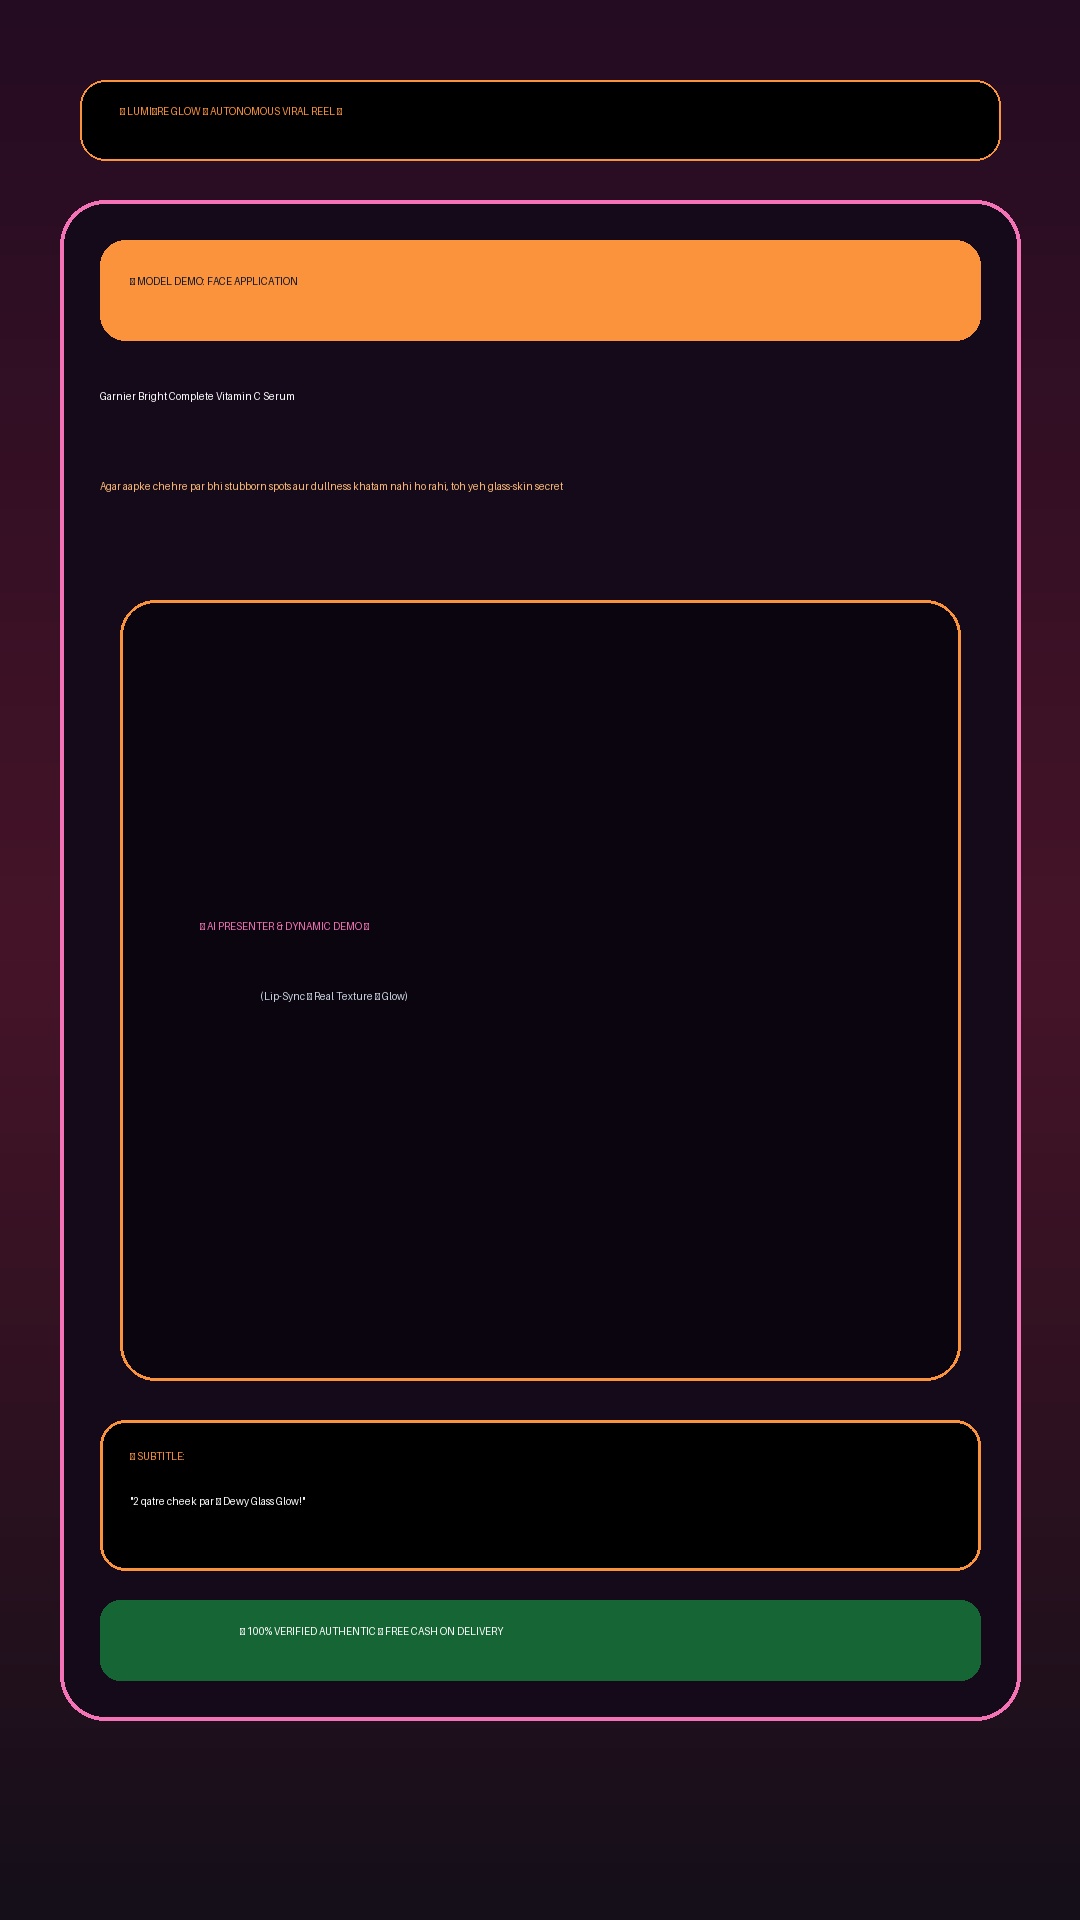 ▯ LUMI▯RE GLOW ▯ AUTONOMOUS VIRAL REEL ▯
▯ MODEL DEMO: FACE APPLICATION
Garnier Bright Complete Vitamin C Serum
Agar aapke chehre par bhi stubborn spots aur dullness khatam nahi ho rahi, toh yeh glass-skin secret
▯ AI PRESENTER & DYNAMIC DEMO ▯
(Lip-Sync ▯ Real Texture ▯ Glow)
▯ SUBTITLE:
"2 qatre cheek par ▯ Dewy Glass Glow!"
▯ 100% VERIFIED AUTHENTIC ▯ FREE CASH ON DELIVERY